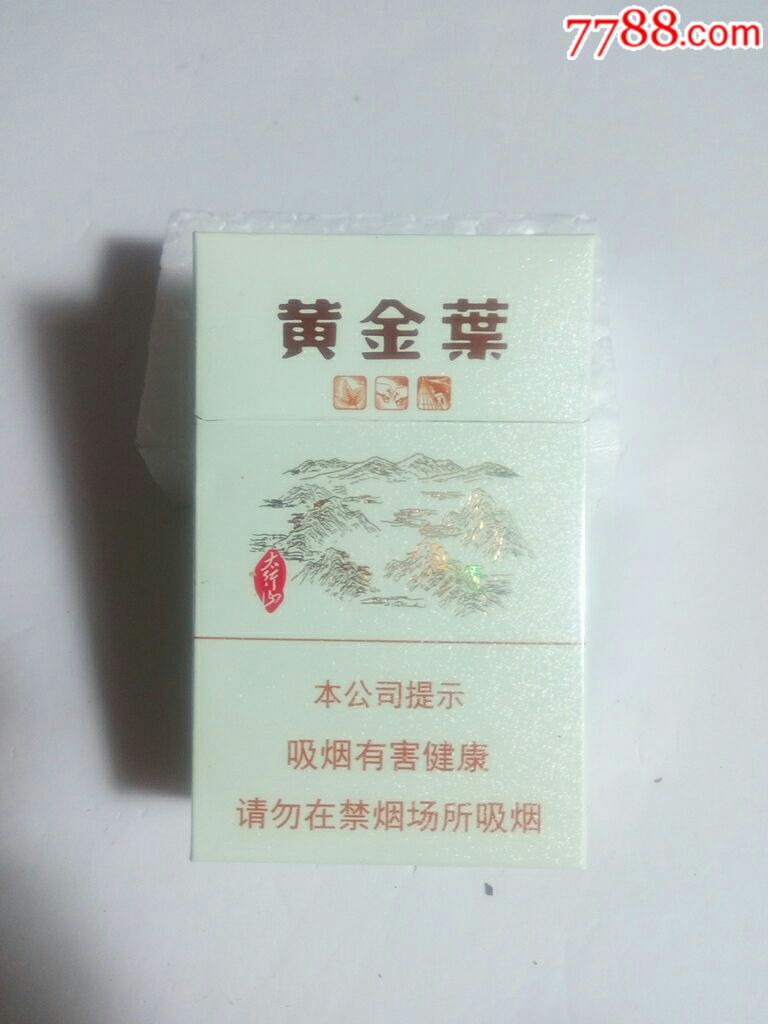 7788.com
黄金葉
太行山
本公司提示
吸烟有害健康
请勿在禁烟场所吸烟